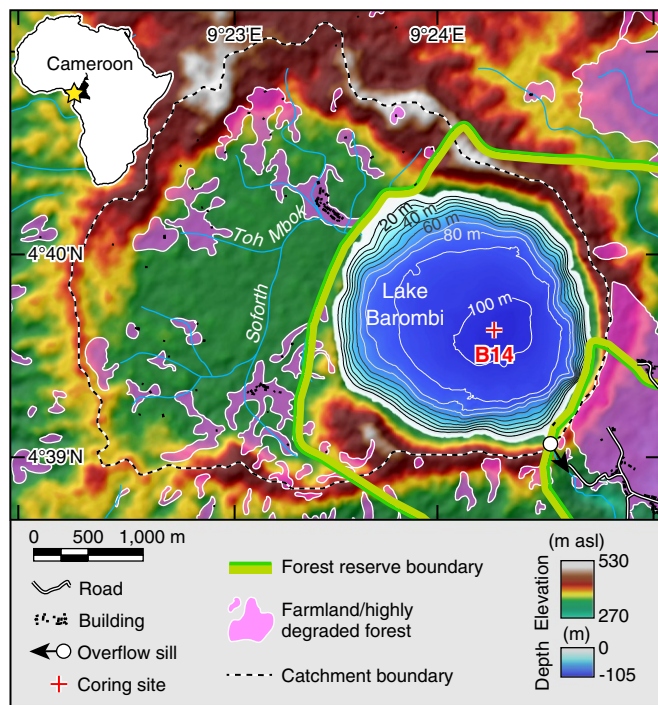 9°23'E
9°24'E
Cameroon
Toh Mbok
20 m
40 m
60 m
80 m
4°40'N
Soforth
Lake
Barombi
100 m
B14
4°39'N
0 500 1,000 m
Road
Building
Overflow sill
Coring site
Forest reserve boundary
Farmland/highly
degraded forest
Catchment boundary
(m asl)
Elevation
530
270
(m)
Depth
0
-105